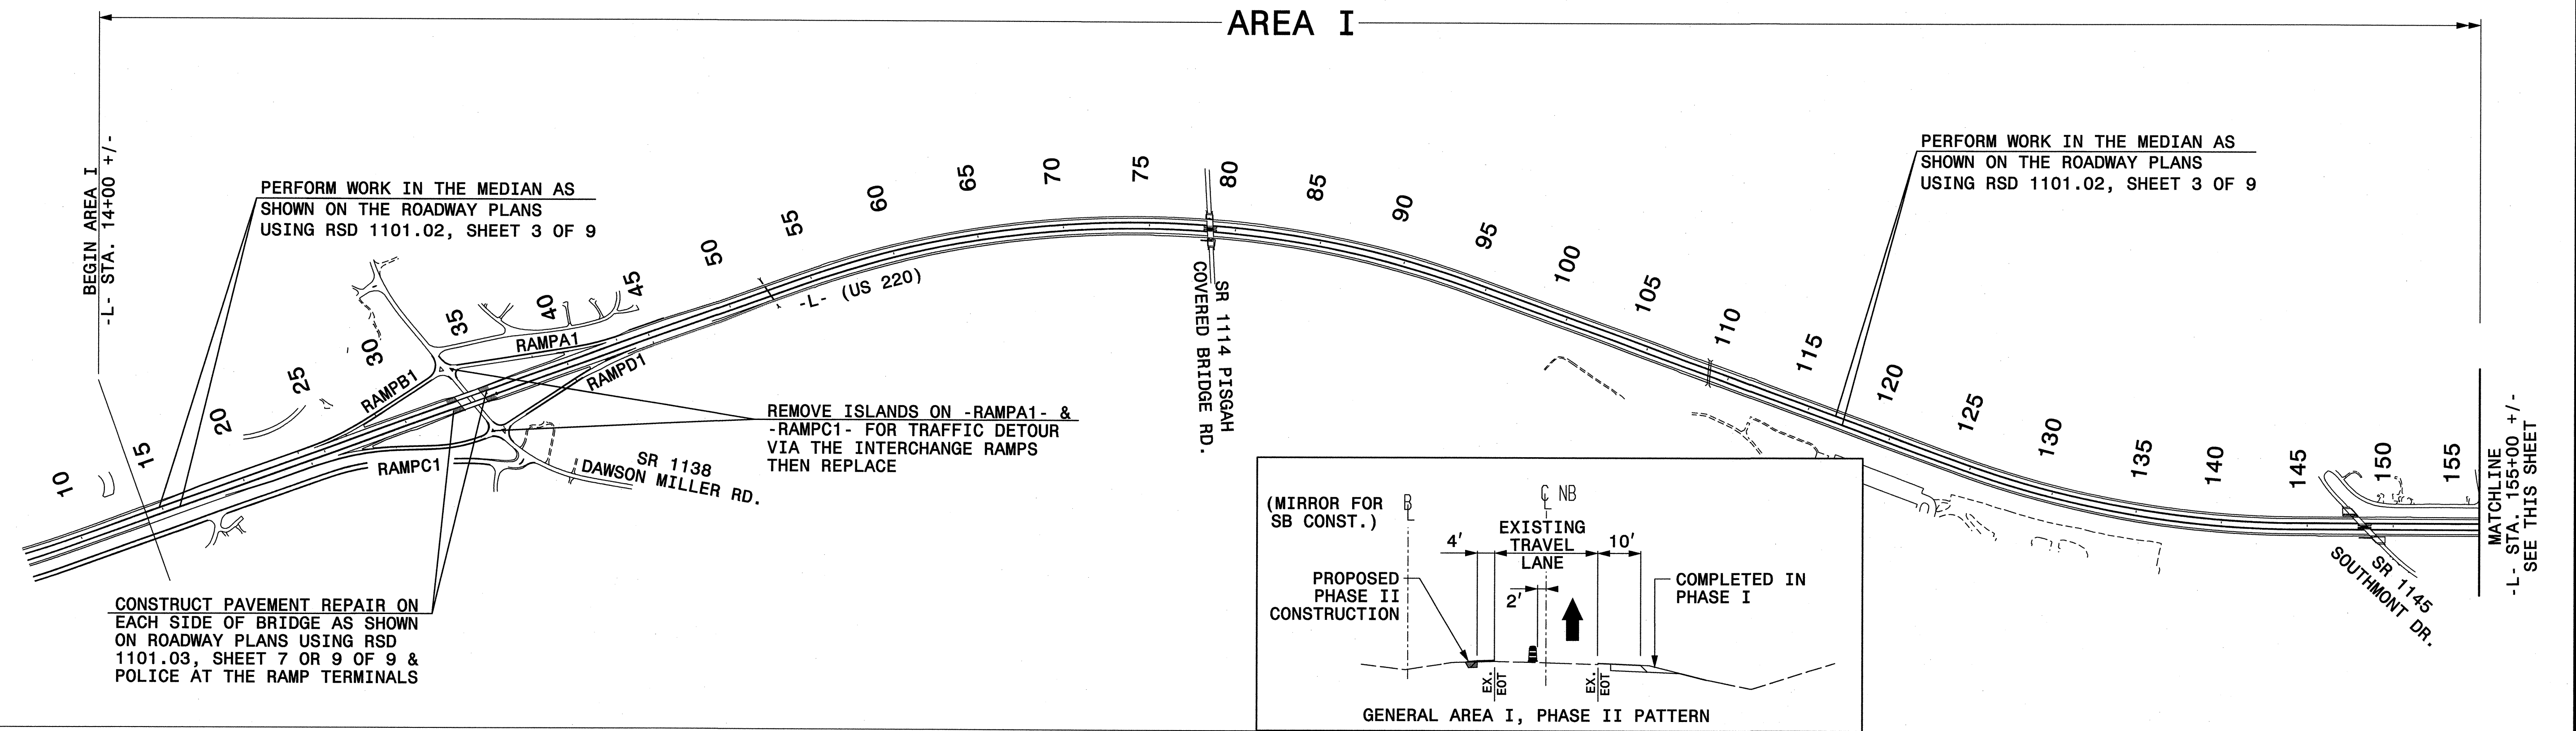 AREA I
BEGIN AREA I
-L- STA. 14+00 +/-
PERFORM WORK IN THE MEDIAN AS
SHOWN ON THE ROADWAY PLANS
USING RSD 1101.02, SHEET 3 OF 9
PERFORM WORK IN THE MEDIAN AS
SHOWN ON THE ROADWAY PLANS
USING RSD 1101.02, SHEET 3 OF 9
10
15
20
25
30
35
40
45
50
55
60
65
70
75
80
85
90
95
100
105
110
115
120
125
130
135
140
145
150
155
-L- (US 220)
RAMPA1
RAMPB1
RAMPC1
RAMPD1
SR 1138
DAWSON MILLER RD.
SR 1114 PISGAH
COVERED BRIDGE RD.
REMOVE ISLANDS ON -RAMPA1- &
-RAMPC1- FOR TRAFFIC DETOUR
VIA THE INTERCHANGE RAMPS
THEN REPLACE
CONSTRUCT PAVEMENT REPAIR ON
EACH SIDE OF BRIDGE AS SHOWN
ON ROADWAY PLANS USING RSD
1101.03, SHEET 7 OR 9 OF 9 &
POLICE AT THE RAMP TERMINALS
SR 1145
SOUTHMONT DR.
MATCHLINE
-L- STA. 155+00 +/-
SEE THIS SHEET
(MIRROR FOR
SB CONST.)
BL
CL NB
EXISTING
TRAVEL
LANE
4'
10'
2'
PROPOSED
PHASE II
CONSTRUCTION
COMPLETED IN
PHASE I
EX.
EOT
EX.
EOT
GENERAL AREA I, PHASE II PATTERN